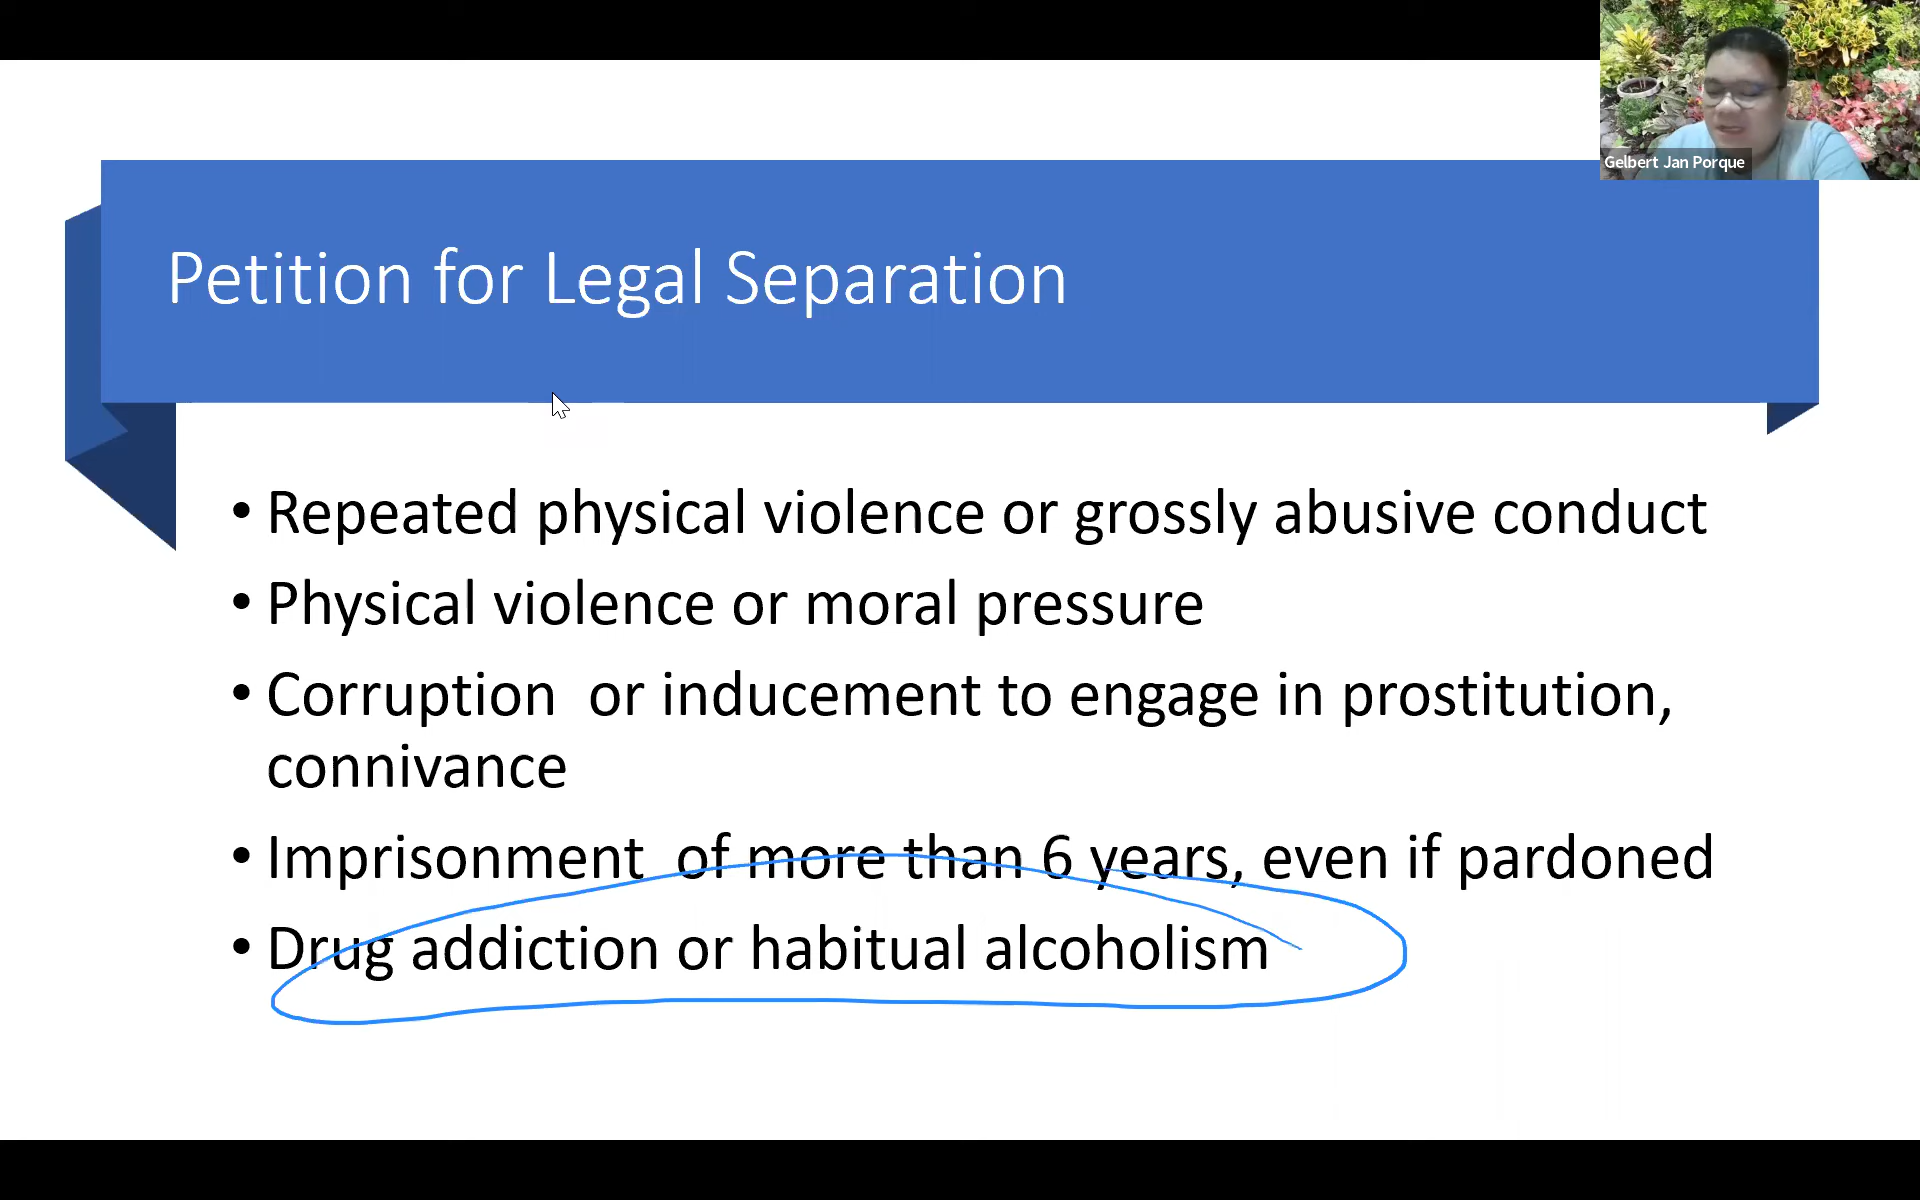 Gelbert Jan Porque
Petition for Legal Separation
• Repeated physical violence or grossly abusive conduct
• Physical violence or moral pressure
• Corruption  or inducement to engage in prostitution,
connivance
• Imprisonment  of more than 6 years, even if pardoned
• Drug addiction or habitual alcoholism